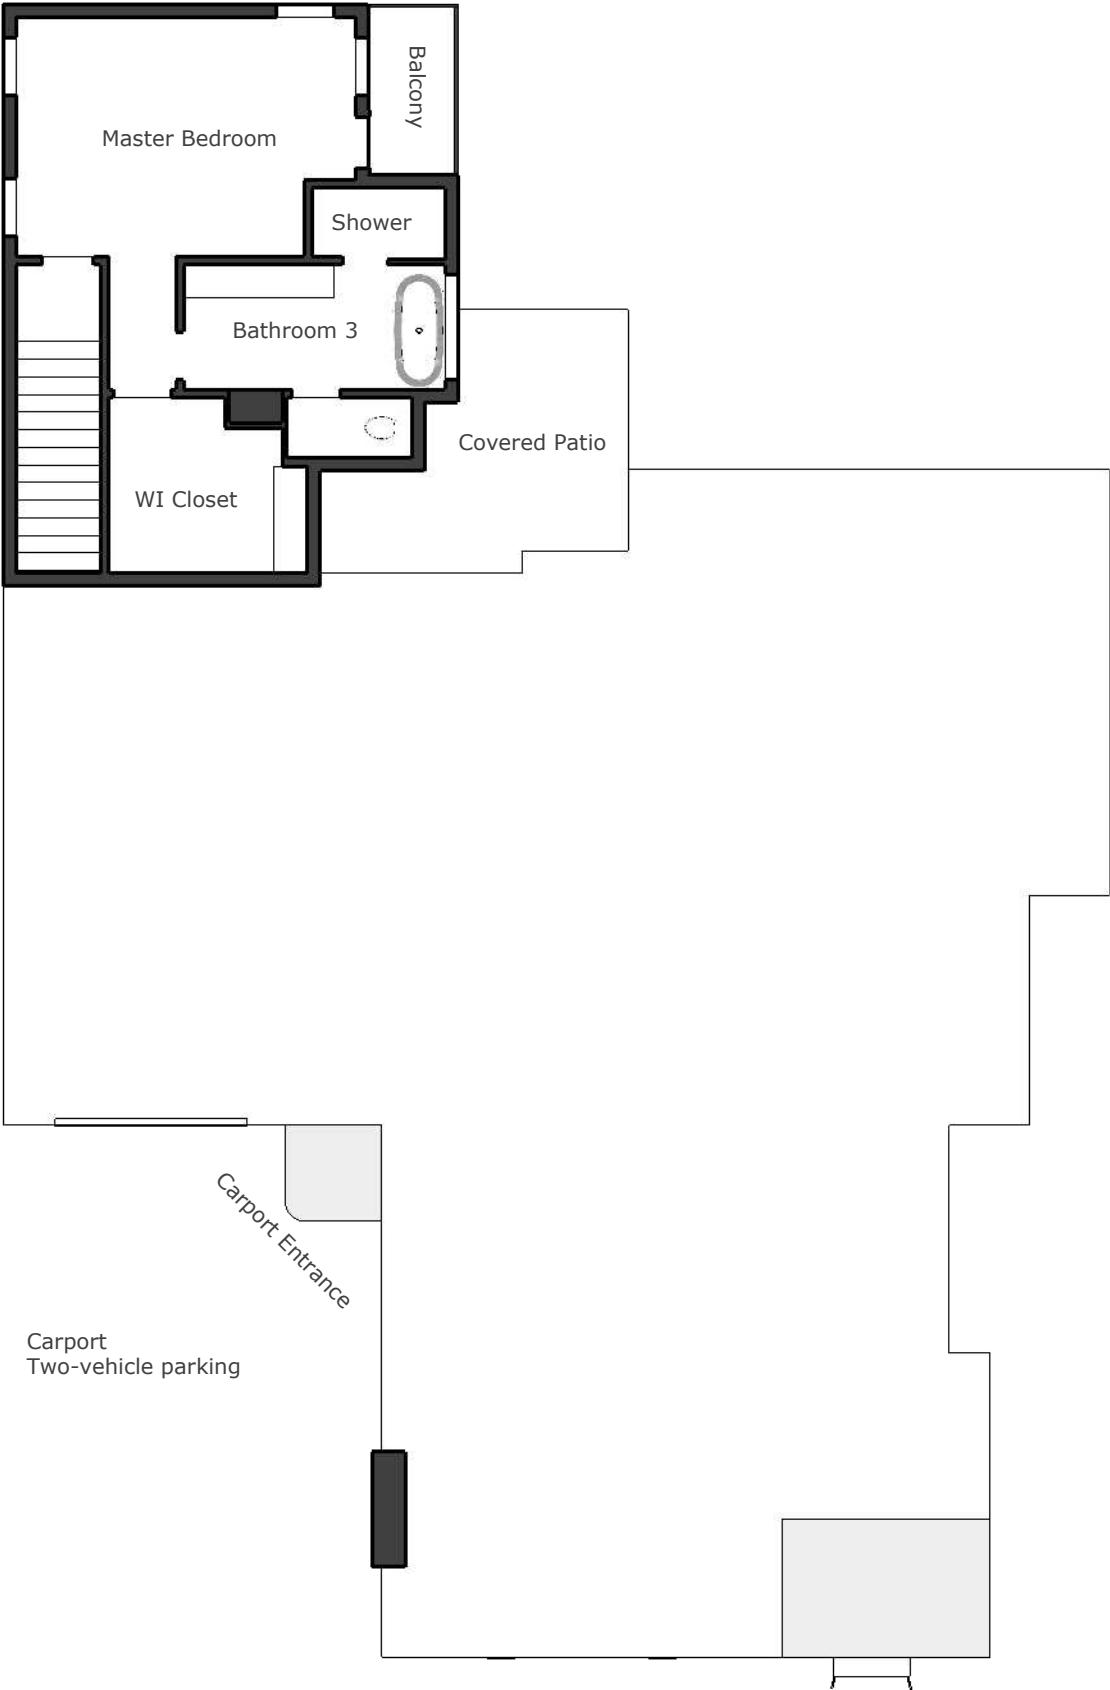 Balcony
Master Bedroom
Shower
Bathroom 3
Covered Patio
WI Closet
Carport Entrance
Carport
Two-vehicle parking